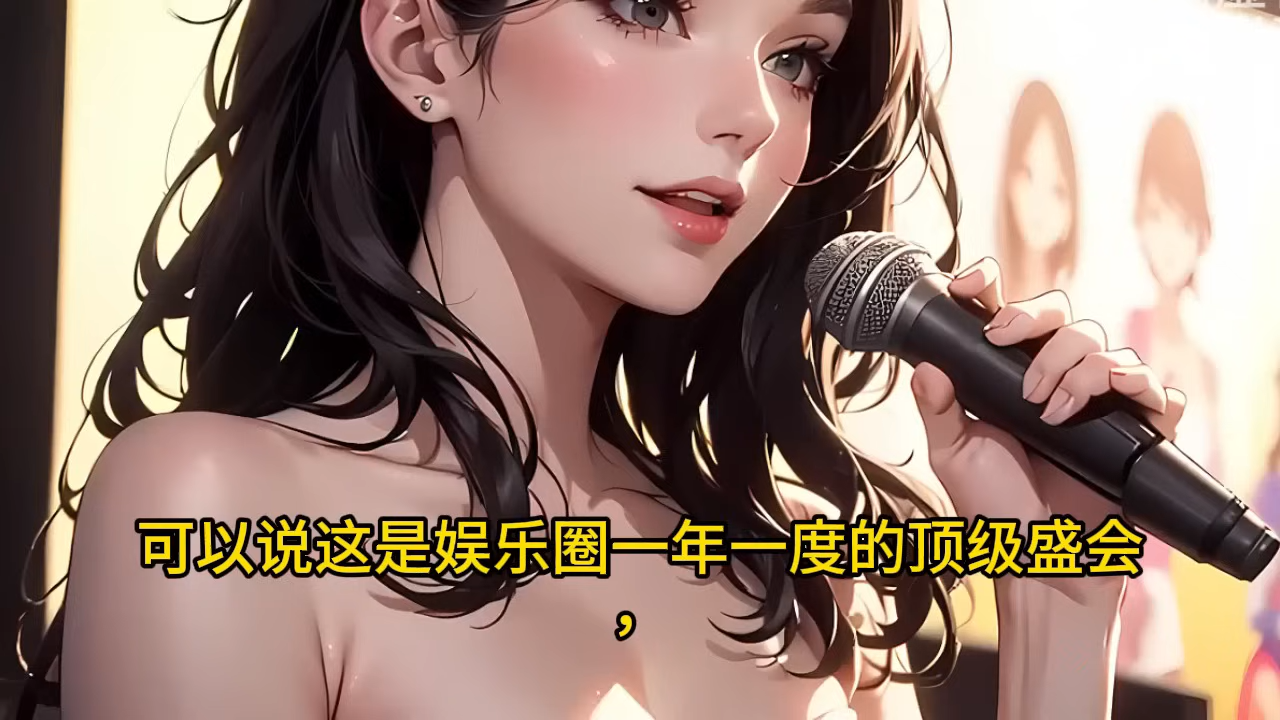 可以说这是娱乐圈一年一度的顶级盛会
，